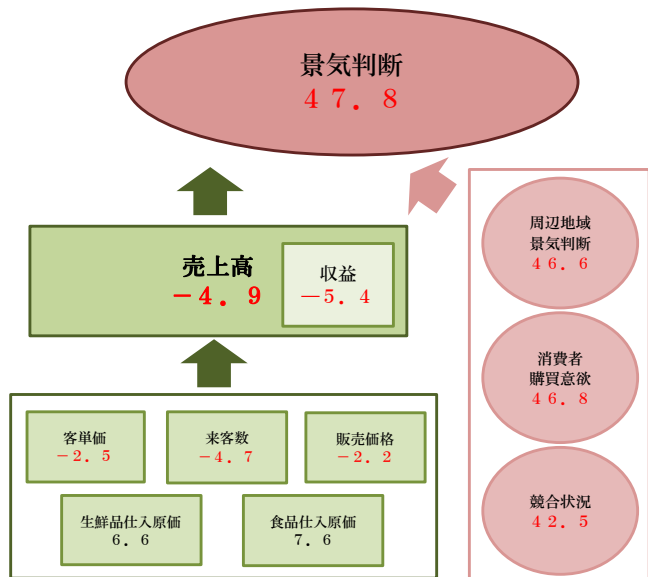 景気判断
４７．８
売上高
－４．９
収益
―５．４
客単価
－２．５
来客数
－４．７
販売価格
－２．２
生鮮品仕入原価
６．６
食品仕入原価
７．６
周辺地域
景気判断
４６．６
消費者
購買意欲
４６．８
競合状況
４２．５